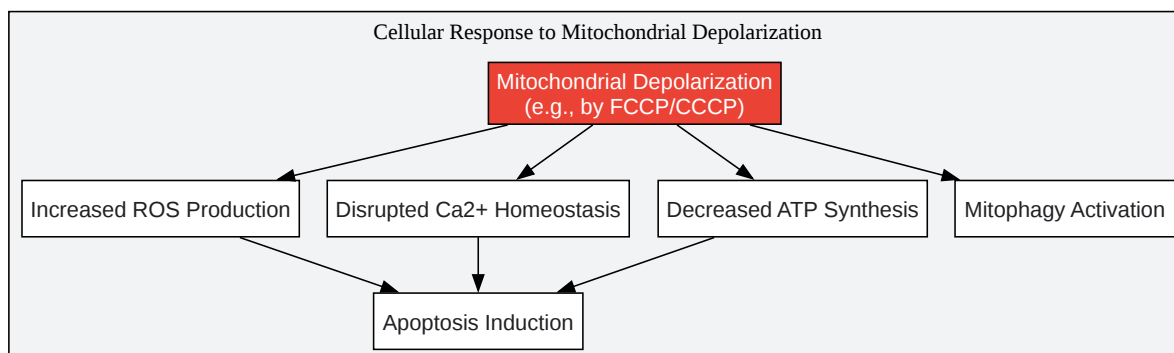 Cellular Response to Mitochondrial Depolarization
Mitochondrial Depolarization
(e.g., by FCCP/CCCP)
Increased ROS Production
Disrupted Ca2+ Homeostasis
Decreased ATP Synthesis
Mitophagy Activation
Apoptosis Induction